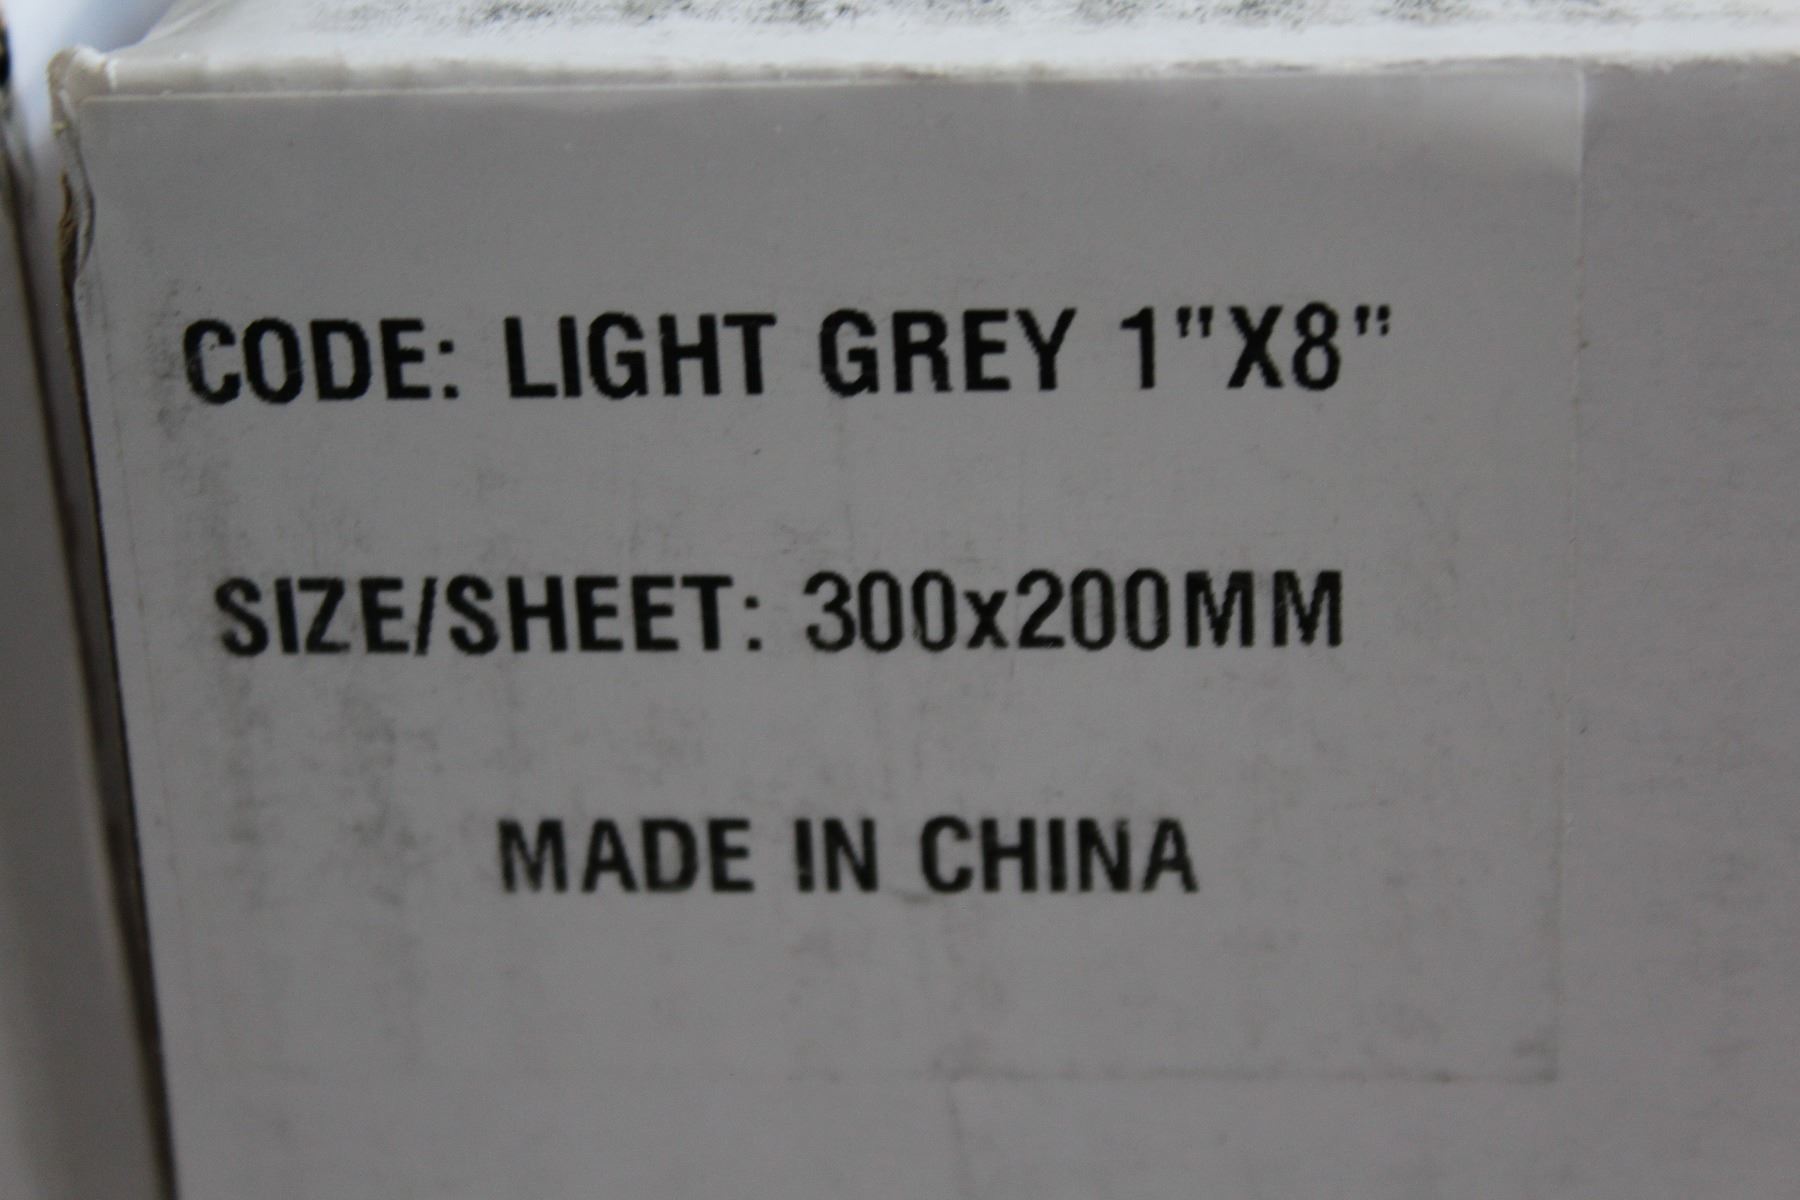 CODE: LIGHT GREY 1"X8"
SIZE/SHEET: 300x200MM
MADE IN CHINA